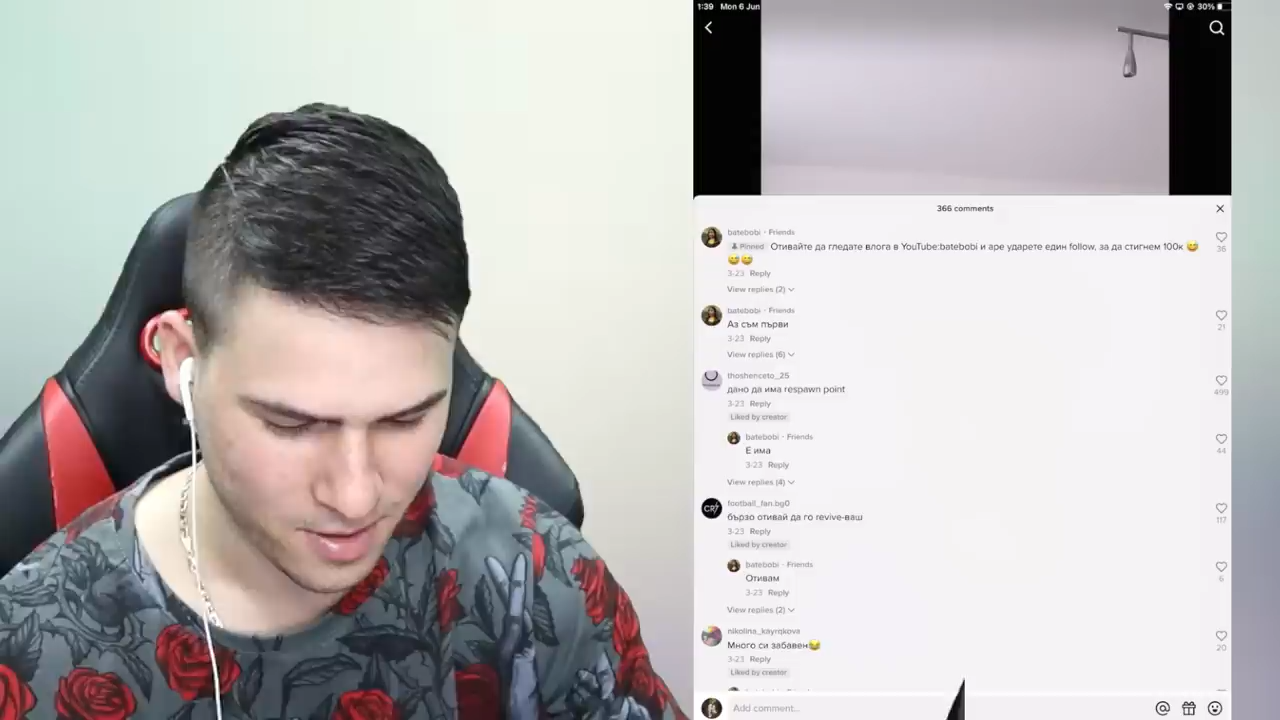 1:39 Mon 6 Jun
30%
366 comments
batebobi · Friends
Pinned Отивайте да гледате влога в YouTube:batebobi и аре ударете един follow, за да стигнем 100к 😅
😅😅
36
3-23 Reply
View replies (2)
batebobi · Friends
Аз съм първи
21
3-23 Reply
View replies (6)
thoshenceto_25
дано да има respawn point
499
3-23 Reply
Liked by creator
batebobi · Friends
Е има
44
3-23 Reply
View replies (4)
football_fan.bg0
бързо отивай да го revive-ваш
117
3-23 Reply
Liked by creator
batebobi · Friends
Отивам
6
3-23 Reply
View replies (2)
nikolina_kayrqkova
Много си забавен😂
20
3-23 Reply
Liked by creator
Add comment...